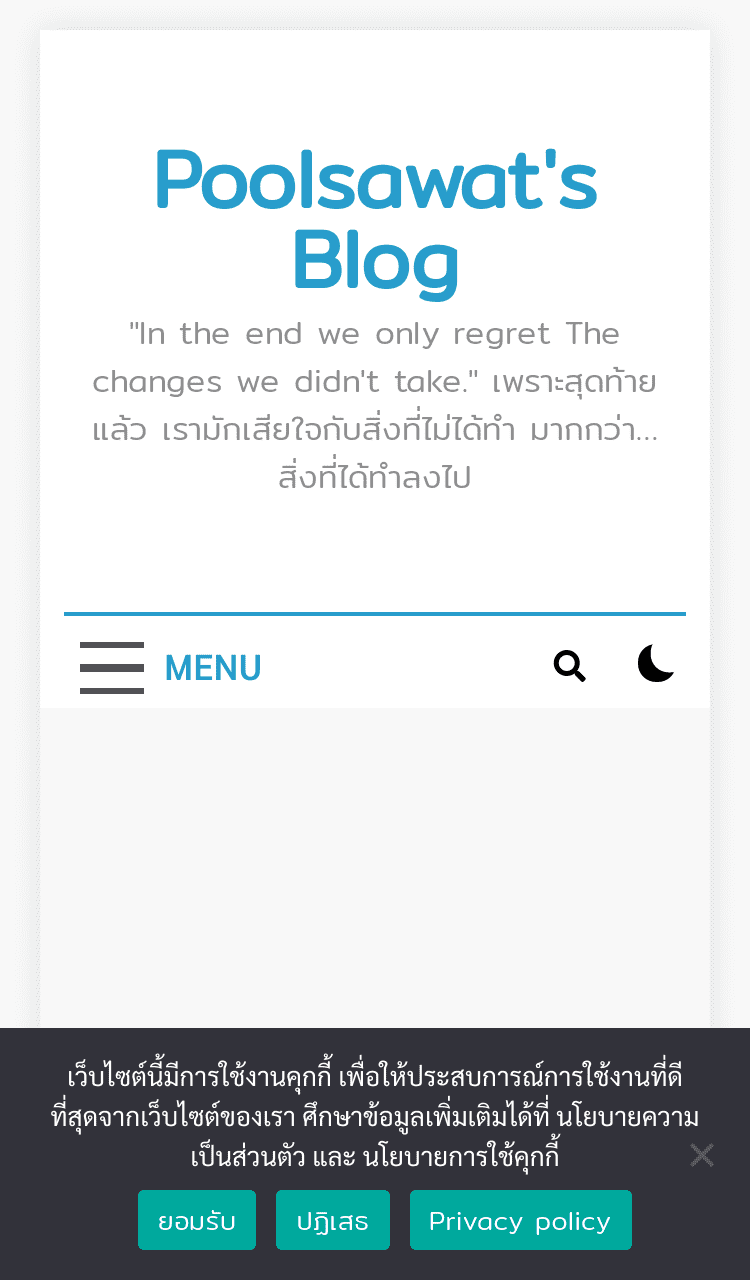 Poolsawat's
Blog
"In the end we only regret The
changes we didn't take." เพราะสุดท้าย
แล้ว เรามักเสียใจกับสิ่งที่ไม่ได้ทำ มากกว่า...
สิ่งที่ได้ทำลงไป
MENU
เว็บไซต์นี้มีการใช้งานคุกกี้ เพื่อให้ประสบการณ์การใช้งานที่ดี
ที่สุดจากเว็บไซต์ของเรา ศึกษาข้อมูลเพิ่มเติมได้ที่ นโยบายความ
เป็นส่วนตัว และ นโยบายการใช้คุกกี้
ยอมรับ ปฏิเสธ Privacy policy